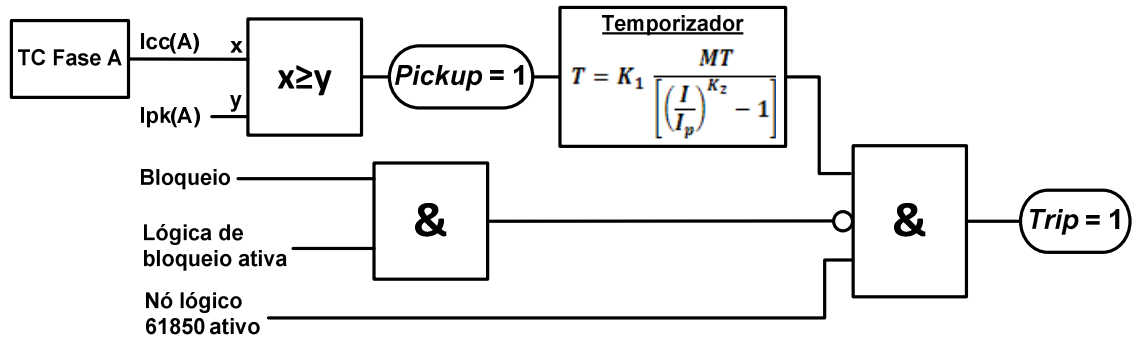 TC Fase A
Icc(A)
x
y
Ipk(A)
x≥y
Pickup = 1
Temporizador
T = K₁ MT / [(I/Iₚ)^K₂ − 1]
Bloqueio
Lógica de
bloqueio ativa
&
Nó lógico
61850 ativo
&
Trip = 1